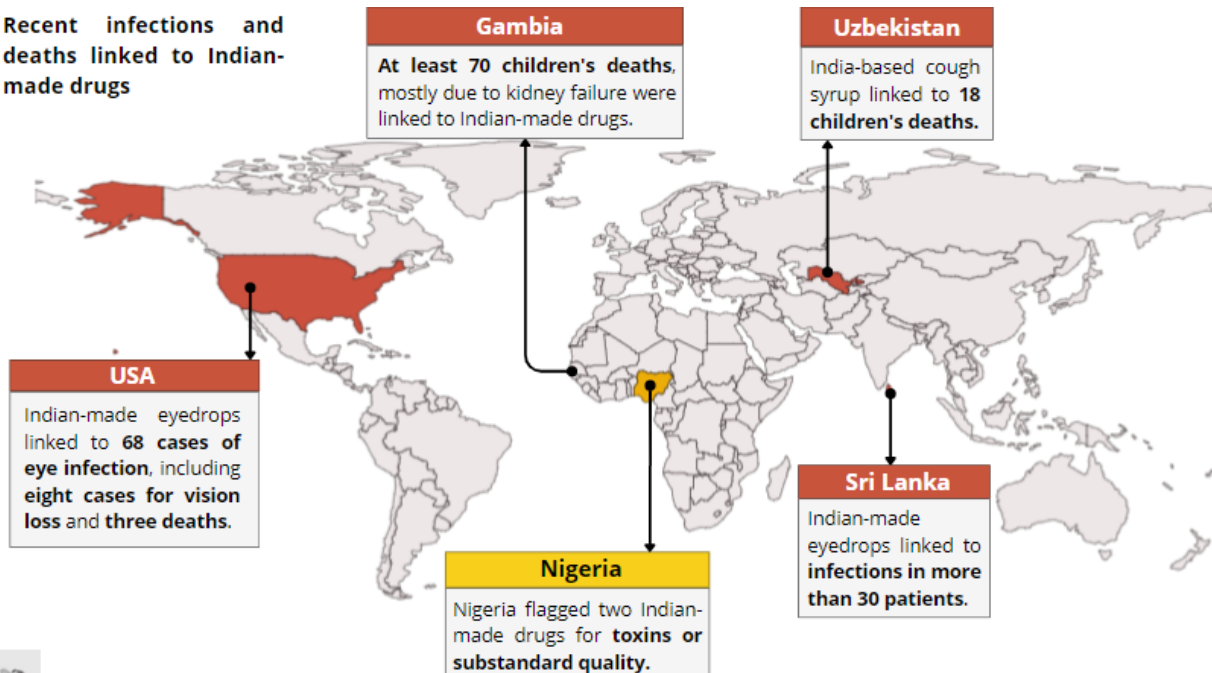 Recent infections and
deaths linked to Indian-
made drugs
Gambia
At least 70 children's deaths,
mostly due to kidney failure were
linked to Indian-made drugs.
Uzbekistan
India-based cough
syrup linked to 18
children's deaths.
USA
Indian-made eyedrops
linked to 68 cases of
eye infection, including
eight cases for vision
loss and three deaths.
Nigeria
Nigeria flagged two Indian-
made drugs for toxins or
substandard quality.
Sri Lanka
Indian-made
eyedrops linked to
infections in more
than 30 patients.